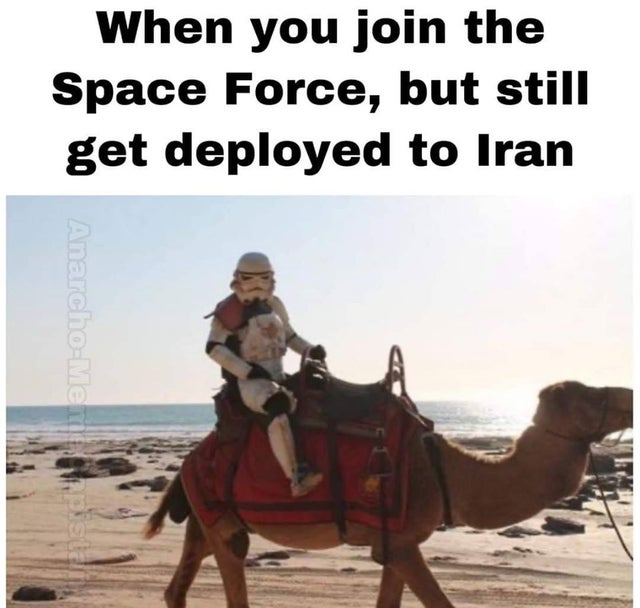 When you join the
Space Force, but still
get deployed to Iran